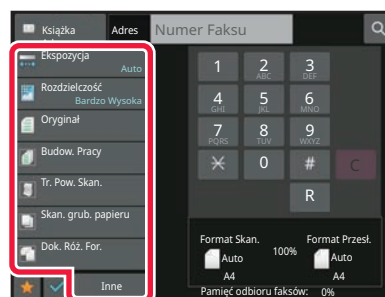 Książka
Adres
Numer Faksu
Ekspozycja
Auto
Rozdzielczość
Bardzo Wysoka
Oryginał
Budow. Pracy
Tr. Pow. Skan.
Skan. grub. papieru
Dok. Róż. For.
Inne
1
2 ABC
3 DEF
4 GHI
5 JKL
6 MNO
7 PQRS
8 TUV
9 WXYZ
0
#
C
R
Format Skan.
Auto
A4
100%
Format Przesł.
Auto
A4
Pamięć odbioru faksów: 0%